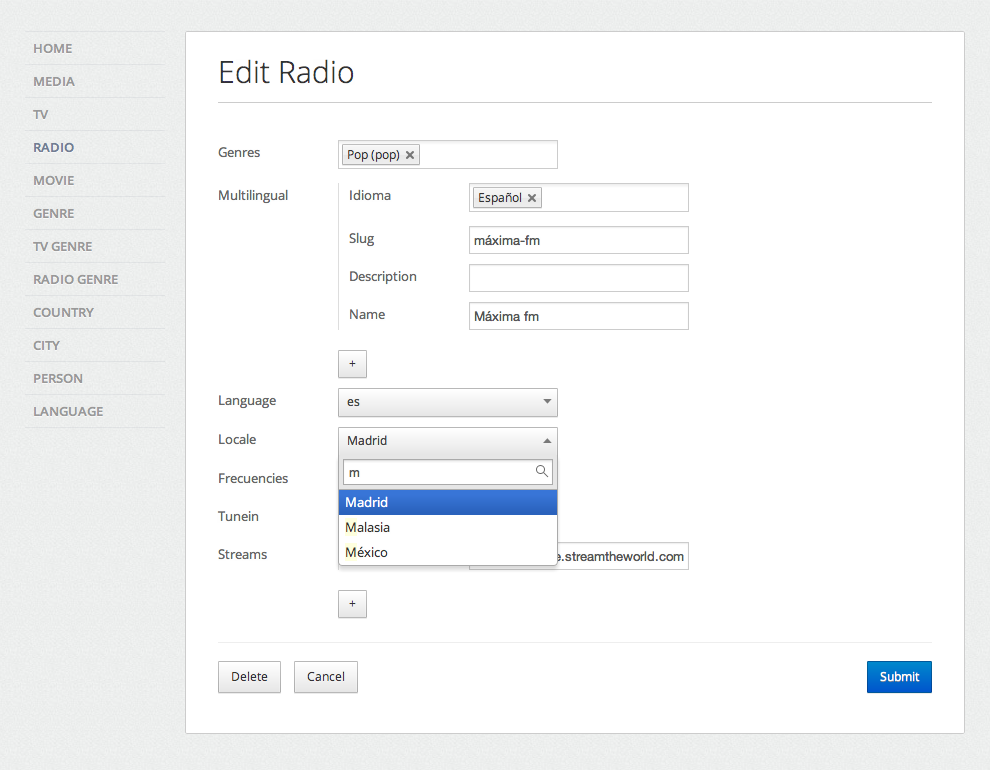 HOME
MEDIA
TV
RADIO
MOVIE
GENRE
TV GENRE
RADIO GENRE
COUNTRY
CITY
PERSON
LANGUAGE
Edit Radio
Genres Pop (pop) ×
Multilingual Idioma Español ×
Slug máxima-fm
Description
Name Máxima fm
+
Language es
Locale Madrid
m
Frecuencies
Madrid
Tunein Malasia
México
Streams .streamtheworld.com
+
Delete Cancel Submit